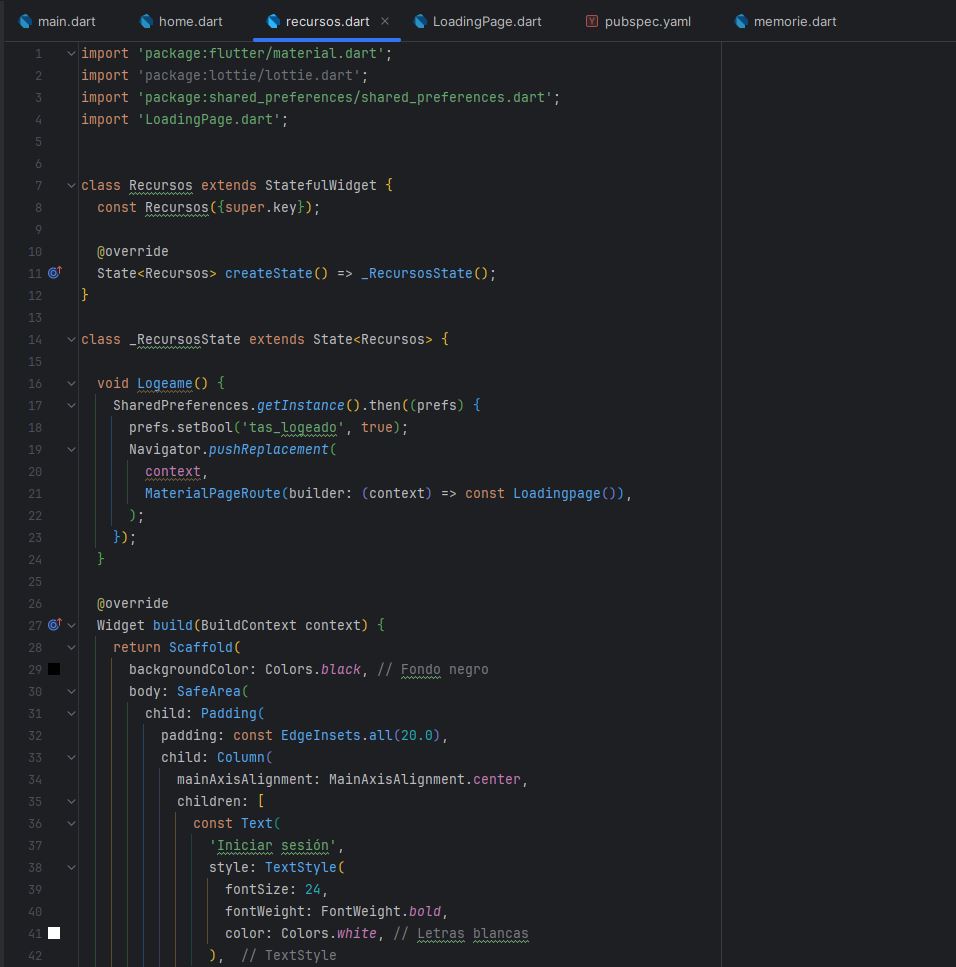 main.dart home.dart recursos.dart LoadingPage.dart pubspec.yaml memorie.dart
1 import 'package:flutter/material.dart';
2 import 'package:lottie/lottie.dart';
3 import 'package:shared_preferences/shared_preferences.dart';
4 import 'LoadingPage.dart';
5
6
7 class Recursos extends StatefulWidget {
8   const Recursos({super.key});
9
10   @override
11   State<Recursos> createState() => _RecursosState();
12 }
13
14 class _RecursosState extends State<Recursos> {
15
16   void Logeame() {
17     SharedPreferences.getInstance().then((prefs) {
18       prefs.setBool('tas_logeado', true);
19       Navigator.pushReplacement(
20         context,
21         MaterialPageRoute(builder: (context) => const Loadingpage()),
22       );
23     });
24   }
25
26   @override
27   Widget build(BuildContext context) {
28     return Scaffold(
29       backgroundColor: Colors.black, // Fondo negro
30       body: SafeArea(
31         child: Padding(
32           padding: const EdgeInsets.all(20.0),
33           child: Column(
34             mainAxisAlignment: MainAxisAlignment.center,
35             children: [
36               const Text(
37                 'Iniciar sesión',
38                 style: TextStyle(
39                   fontSize: 24,
40                   fontWeight: FontWeight.bold,
41                   color: Colors.white, // Letras blancas
42                 ), // TextStyle